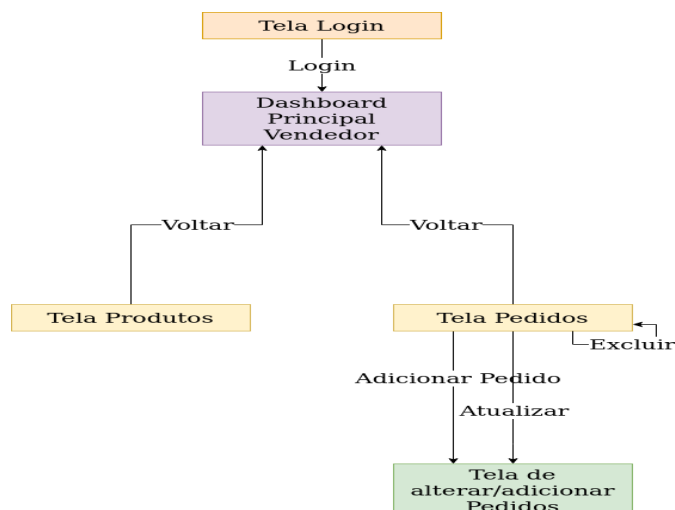 Tela Login
Login
Dashboard
Principal
Vendedor
Voltar
Voltar
Tela Produtos
Tela Pedidos
Excluir
Adicionar Pedido
Atualizar
Tela de
alterar/adicionar
Pedidos